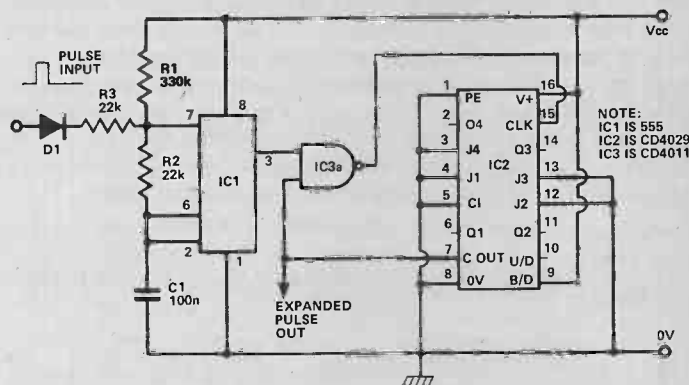 Vcc
PULSE
INPUT
R1
330k
R3
22k
D1
7
8
R2
22k
IC1
3
IC3a
6
2
1
C1
100n
EXPANDED
PULSE
OUT
1 PE V+ 16
2 O4 CLK 15
3 J4 IC2 Q3 14
4 J1 J3 13
5 CI J2 12
6 Q1 Q2 11
7 C OUT U/D 10
8 0V B/D 9
NOTE:
IC1 IS 555
IC2 IS CD4029
IC3 IS CD4011
0V